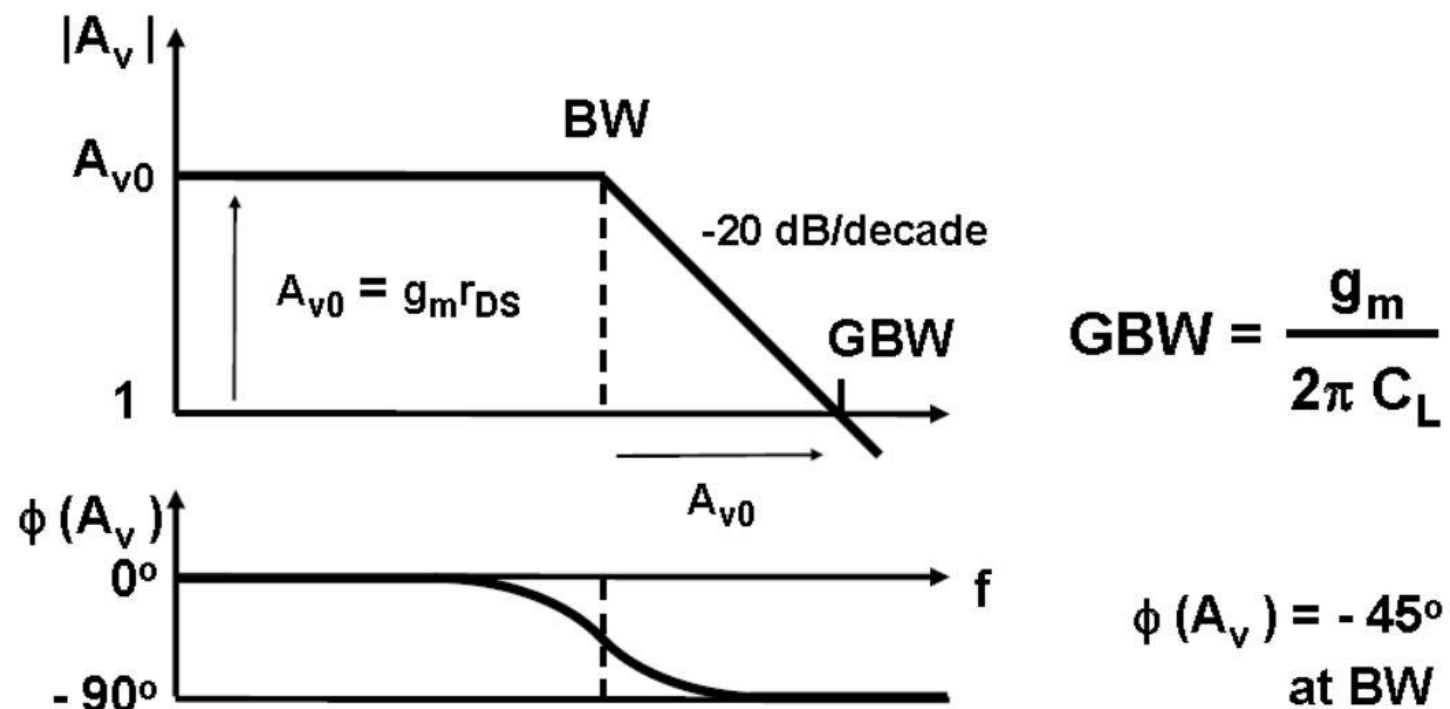 |Av|
BW
Av0
-20 dB/decade
Av0 = gmrDS
GBW
GBW = gm / 2π CL
1
Av0
ϕ (Av)
0º
f
ϕ (Av) = - 45º
at BW
- 90º